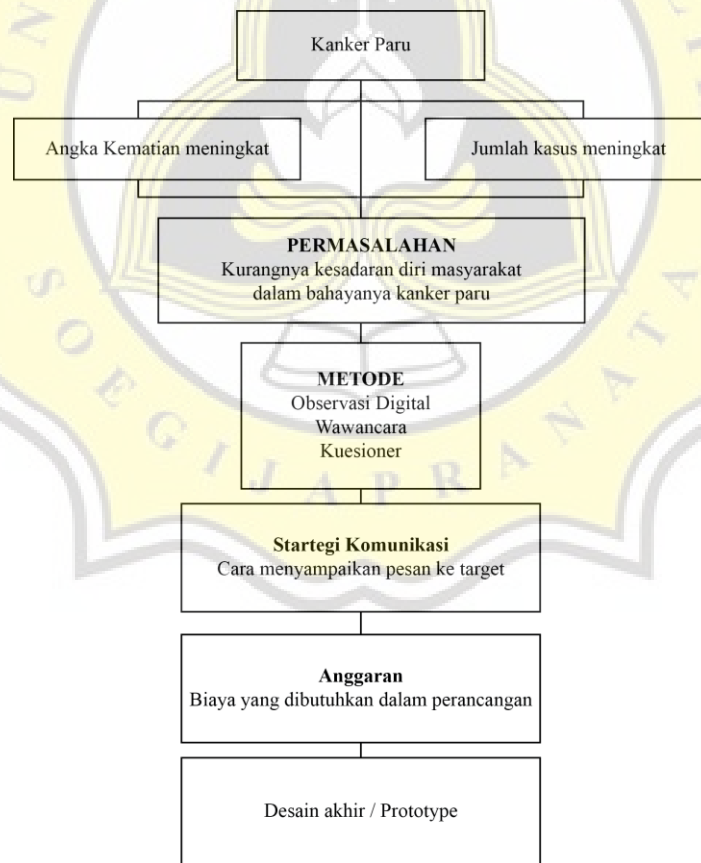 Kanker Paru
Angka Kematian meningkat
Jumlah kasus meningkat
PERMASALAHAN
Kurangnya kesadaran diri masyarakat
dalam bahayanya kanker paru
METODE
Observasi Digital
Wawancara
Kuesioner
Startegi Komunikasi
Cara menyampaikan pesan ke target
Anggaran
Biaya yang dibutuhkan dalam perancangan
Desain akhir / Prototype
SOEGIJAPRANATA